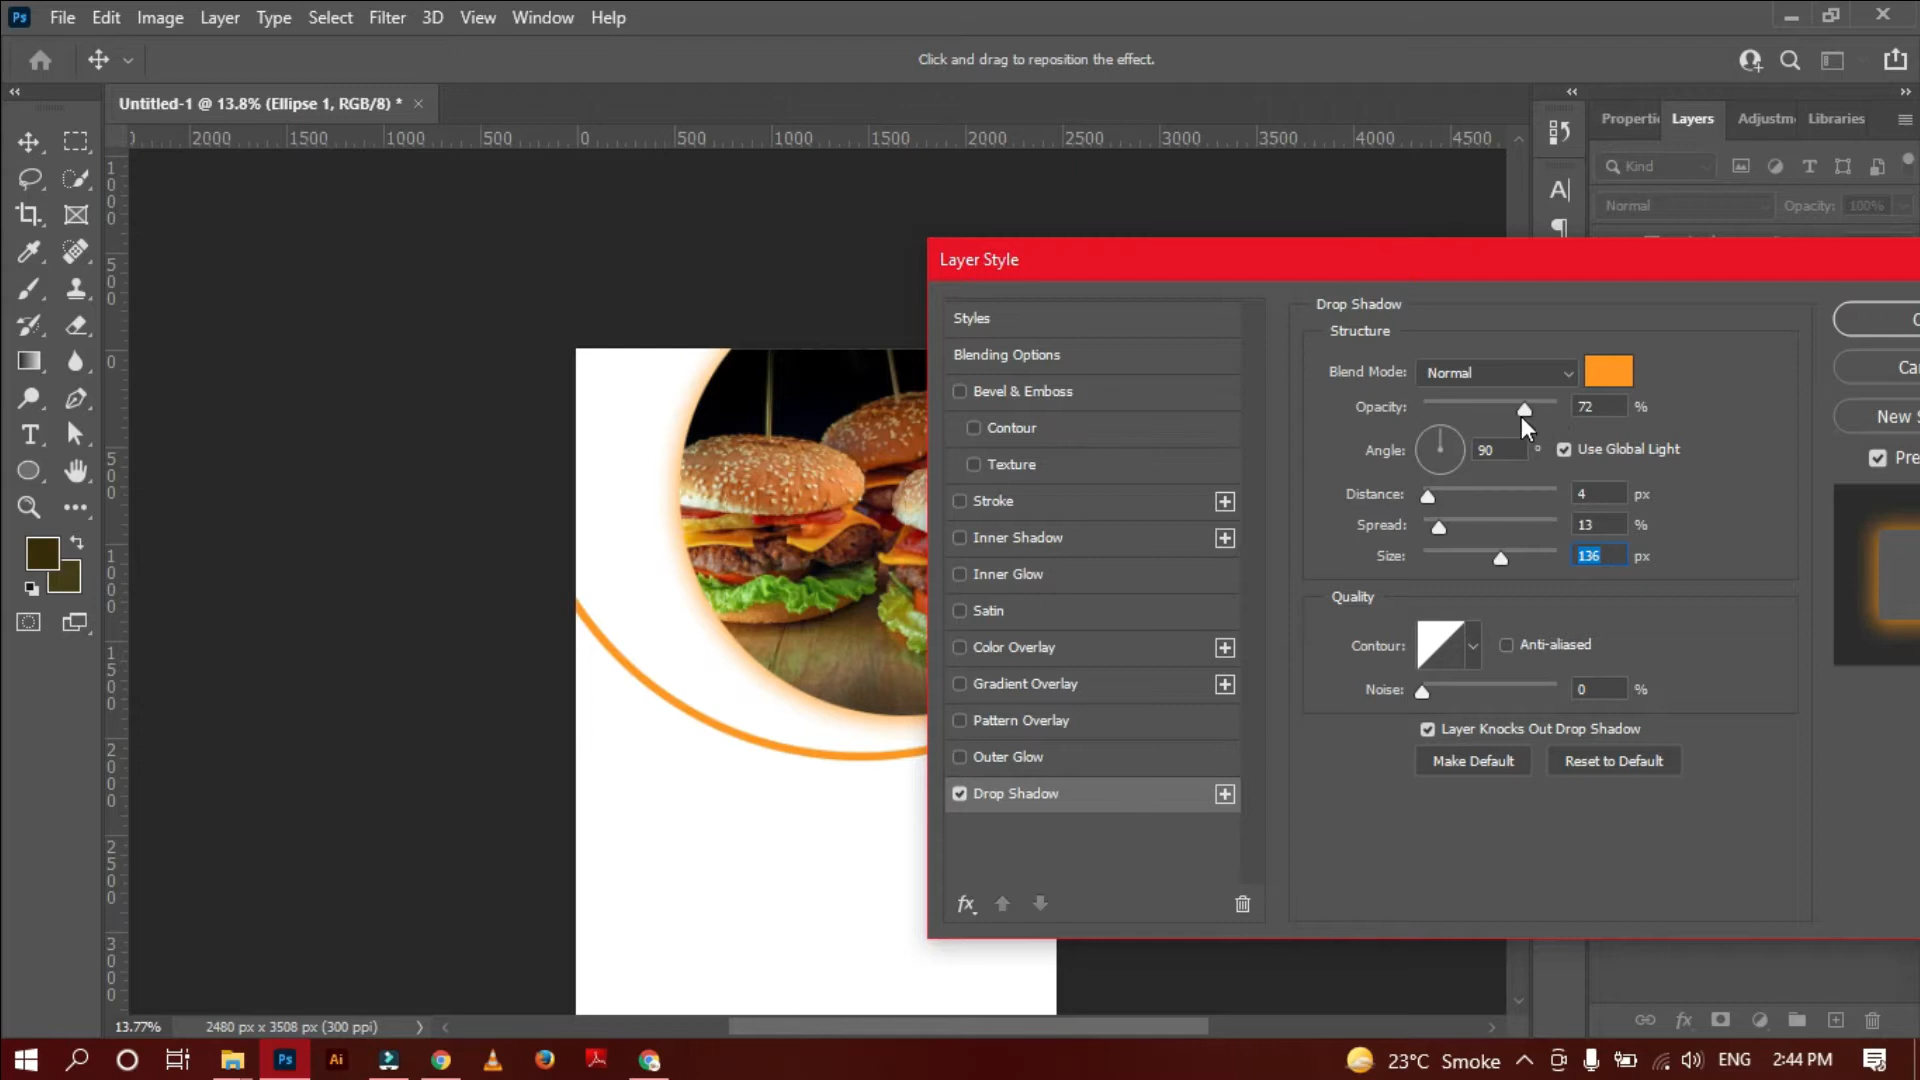 Ps File Edit Image Layer Type Select Filter 3D View Window Help
Click and drag to reposition the effect.
Untitled-1 @ 13.8% (Ellipse 1, RGB/8) *
Layers Libraries
2000 1500 1000 500 0 500 1000 1500 2000 2500 3000 3500 4000 4500
Kind
Normal Opacity: 100%
Layer Style
Styles
Blending Options
Bevel & Emboss
Contour
Texture
Stroke
Inner Shadow
Inner Glow
Satin
Color Overlay
Gradient Overlay
Pattern Overlay
Outer Glow
Drop Shadow
fx
Drop Shadow
Structure
Blend Mode: Normal
Opacity: 72 %
Angle: 90 ° Use Global Light
Distance: 4 px
Spread: 13 %
Size: 136 px
Quality
Contour: Anti-aliased
Noise: 0 %
Layer Knocks Out Drop Shadow
Make Default Reset to Default
New
13.77% 2480 px x 3508 px (300 ppi)
fx
Ps Ai
23°C Smoke ENG 2:44 PM